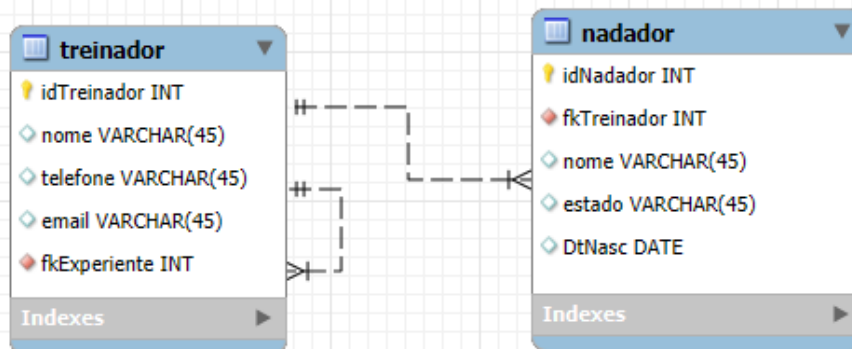 treinador
idTreinador INT
nome VARCHAR(45)
telefone VARCHAR(45)
email VARCHAR(45)
fkExperiente INT
Indexes
nadador
idNadador INT
fkTreinador INT
nome VARCHAR(45)
estado VARCHAR(45)
DtNasc DATE
Indexes